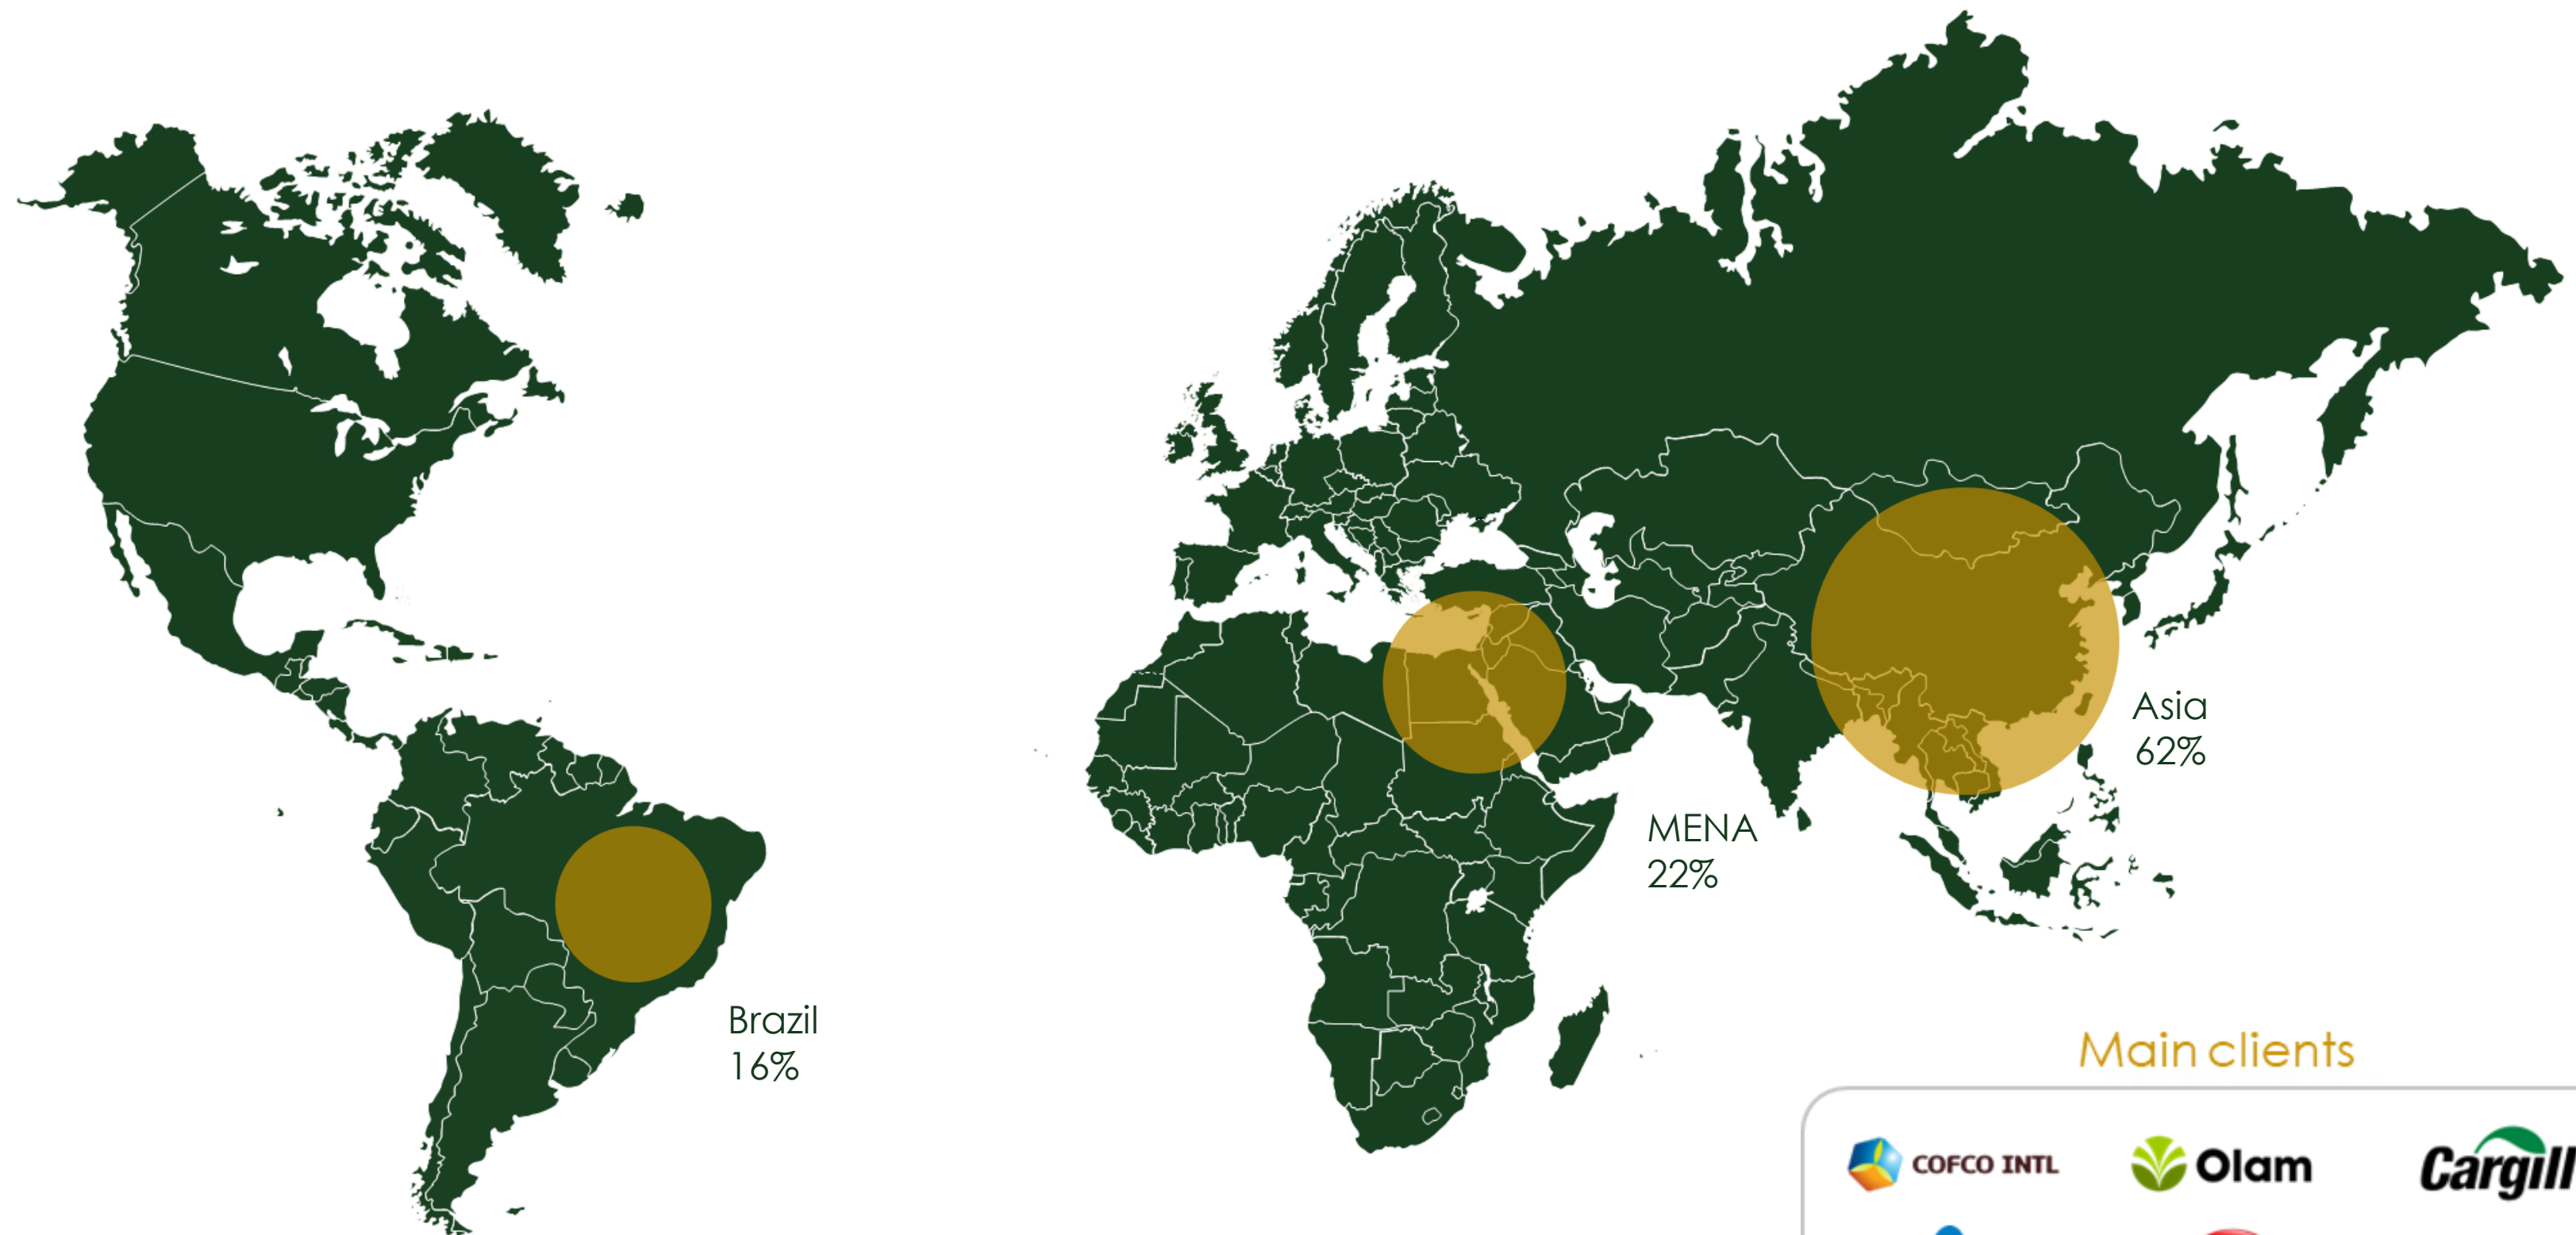 Asia
62%
MENA
22%
Brazil
16%
Main clients
COFCO INTL
Olam
Cargill